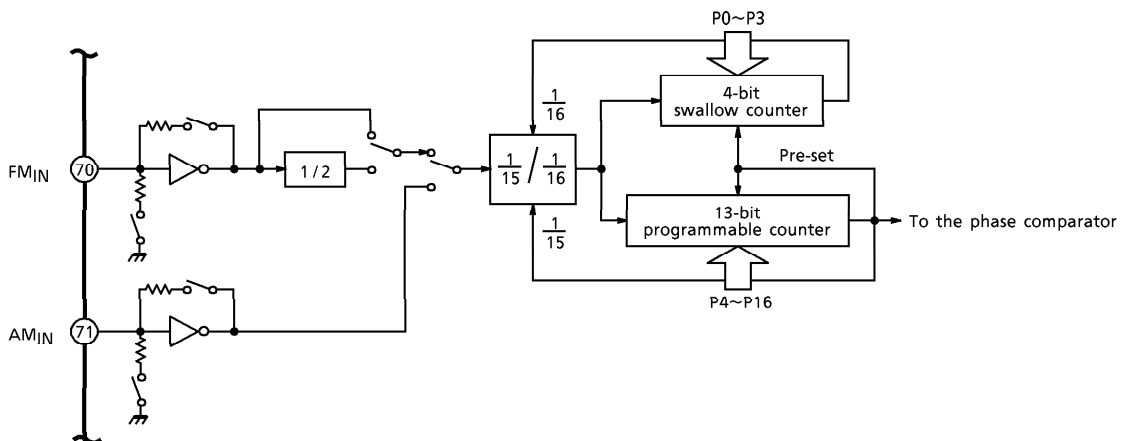 P0~P3
4-bit
swallow counter
1
16
FMIN
70
1/2
1
15
/
1
16
Pre-set
13-bit
programmable counter
To the phase comparator
1
15
P4~P16
AMIN
71